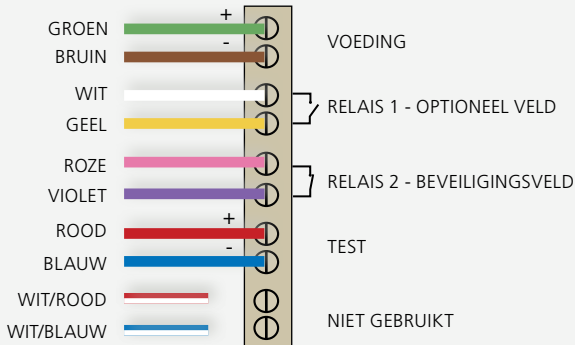 GROEN + VOEDING
BRUIN -
WIT RELAIS 1 - OPTIONEEL VELD
GEEL
ROZE RELAIS 2 - BEVEILIGINGSVELD
VIOLET
ROOD + TEST
BLAUW -
WIT/ROOD NIET GEBRUIKT
WIT/BLAUW